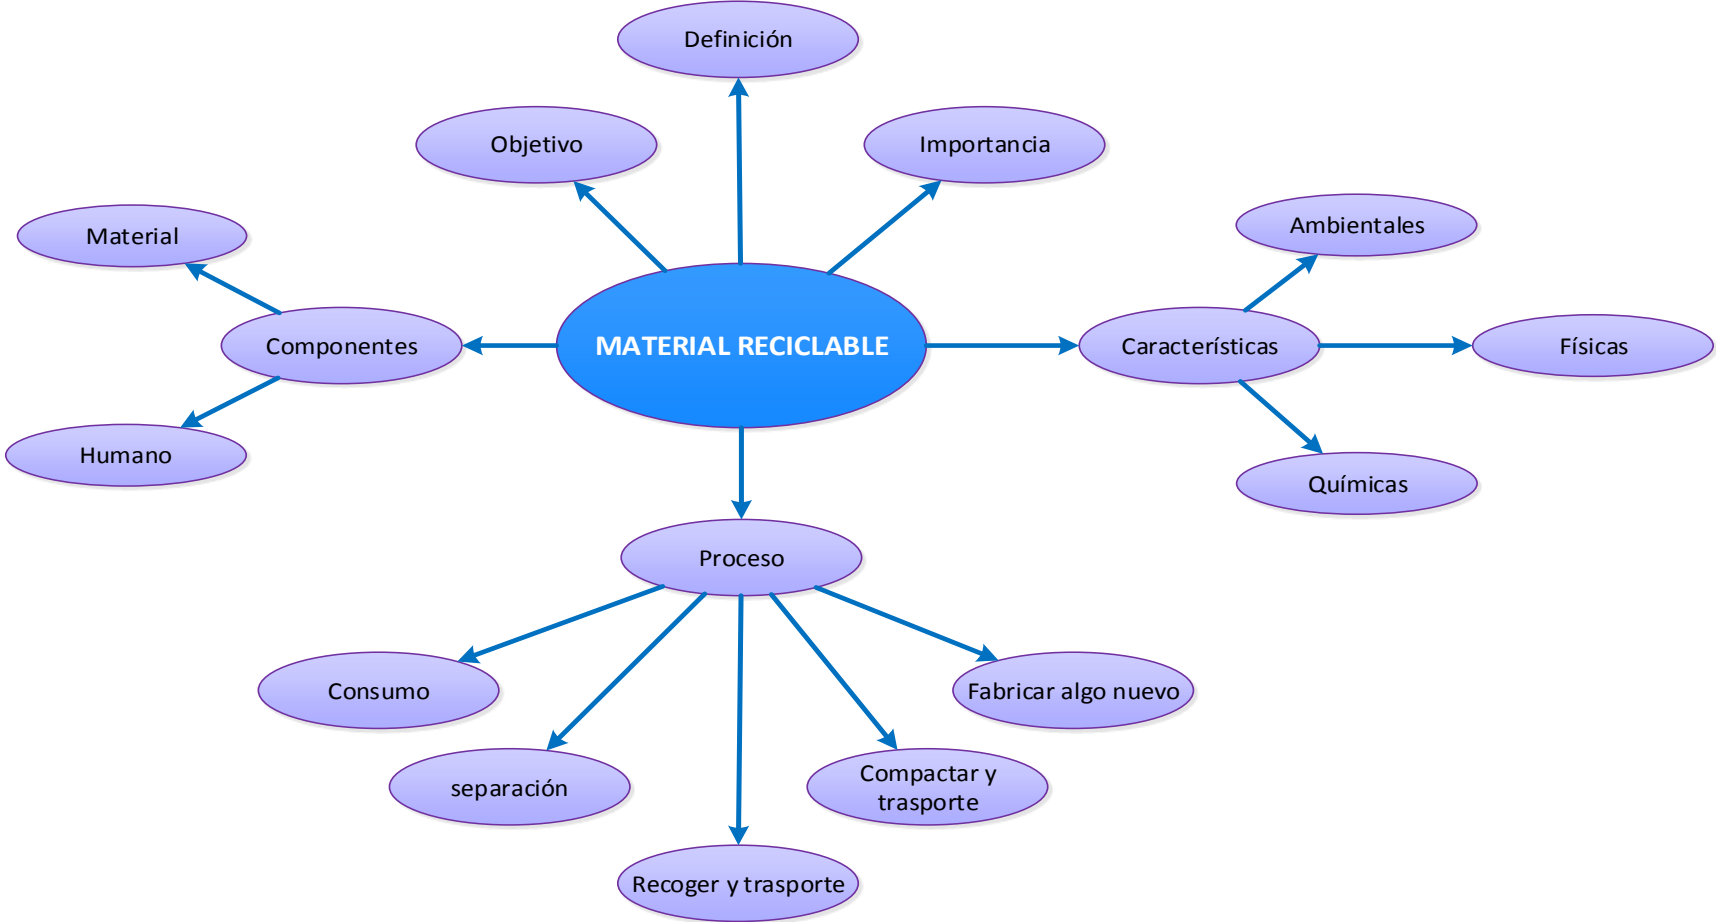 Definición
Objetivo
Importancia
Material
Ambientales
Componentes
MATERIAL RECICLABLE
Características
Físicas
Humano
Químicas
Proceso
Consumo
Fabricar algo nuevo
separación
Compactar y
trasporte
Recoger y trasporte